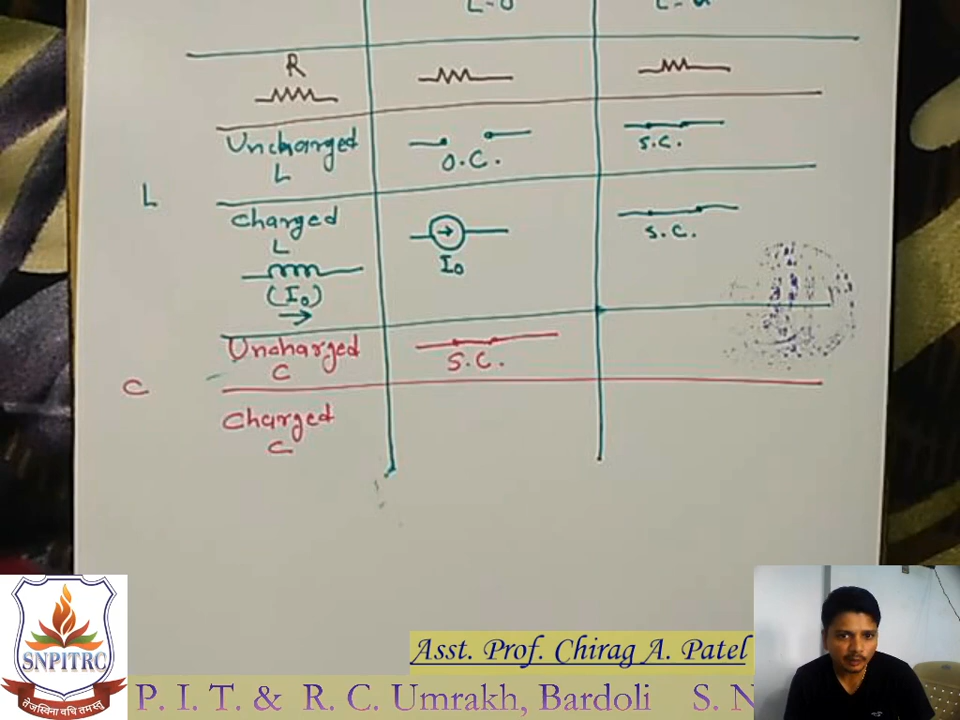 R
Uncharged
L
O.C.
S.C.
L
Charged
L
(I₀)
I₀
S.C.
Uncharged
C
S.C.
C
Charged
C
SNPITRC
Asst. Prof. Chirag A. Patel
P. I. T. & R. C. Umrakh, Bardoli S. N